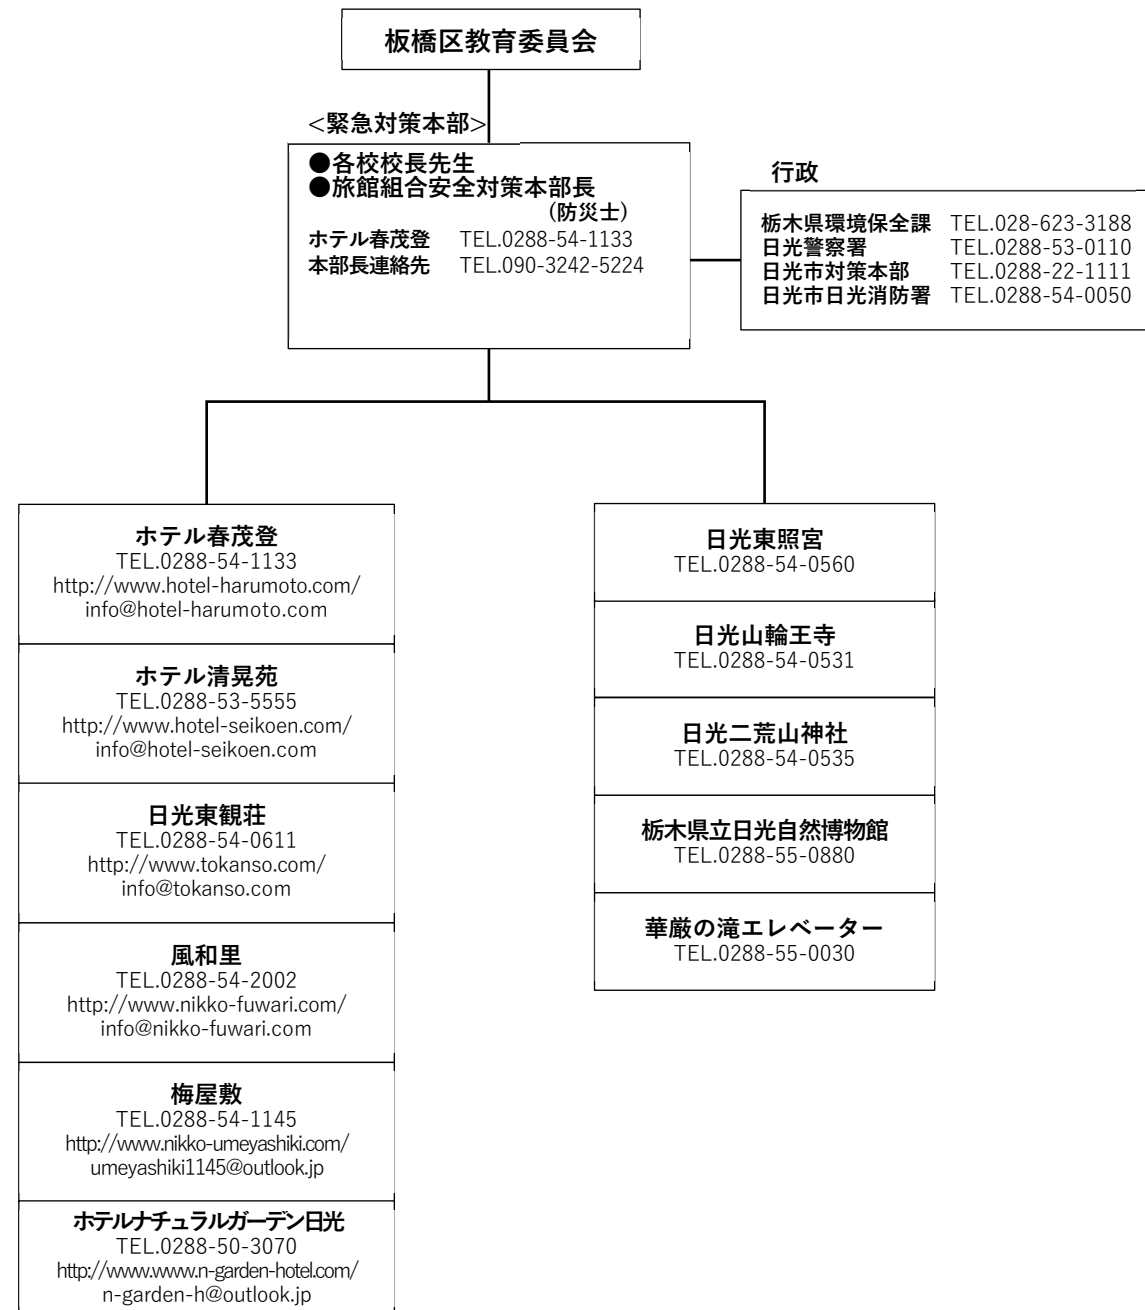 板橋区教育委員会
<緊急対策本部>
●各校校長先生
●旅館組合安全対策本部長
(防災士)
ホテル春茂登 TEL.0288-54-1133
本部長連絡先 TEL.090-3242-5224
行政
栃木県環境保全課 TEL.028-623-3188
日光警察署 TEL.0288-53-0110
日光市対策本部 TEL.0288-22-1111
日光市日光消防署 TEL.0288-54-0050
ホテル春茂登
TEL.0288-54-1133
http://www.hotel-harumoto.com/
info@hotel-harumoto.com
ホテル清晃苑
TEL.0288-53-5555
http://www.hotel-seikoen.com/
info@hotel-seikoen.com
日光東観荘
TEL.0288-54-0611
http://www.tokanso.com/
info@tokanso.com
風和里
TEL.0288-54-2002
http://www.nikko-fuwari.com/
info@nikko-fuwari.com
梅屋敷
TEL.0288-54-1145
http://www.nikko-umeyashiki.com/
umeyashiki1145@outlook.jp
ホテルナチュラルガーデン日光
TEL.0288-50-3070
http://www.www.n-garden-hotel.com/
n-garden-h@outlook.jp
日光東照宮
TEL.0288-54-0560
日光山輪王寺
TEL.0288-54-0531
日光二荒山神社
TEL.0288-54-0535
栃木県立日光自然博物館
TEL.0288-55-0880
華厳の滝エレベーター
TEL.0288-55-0030